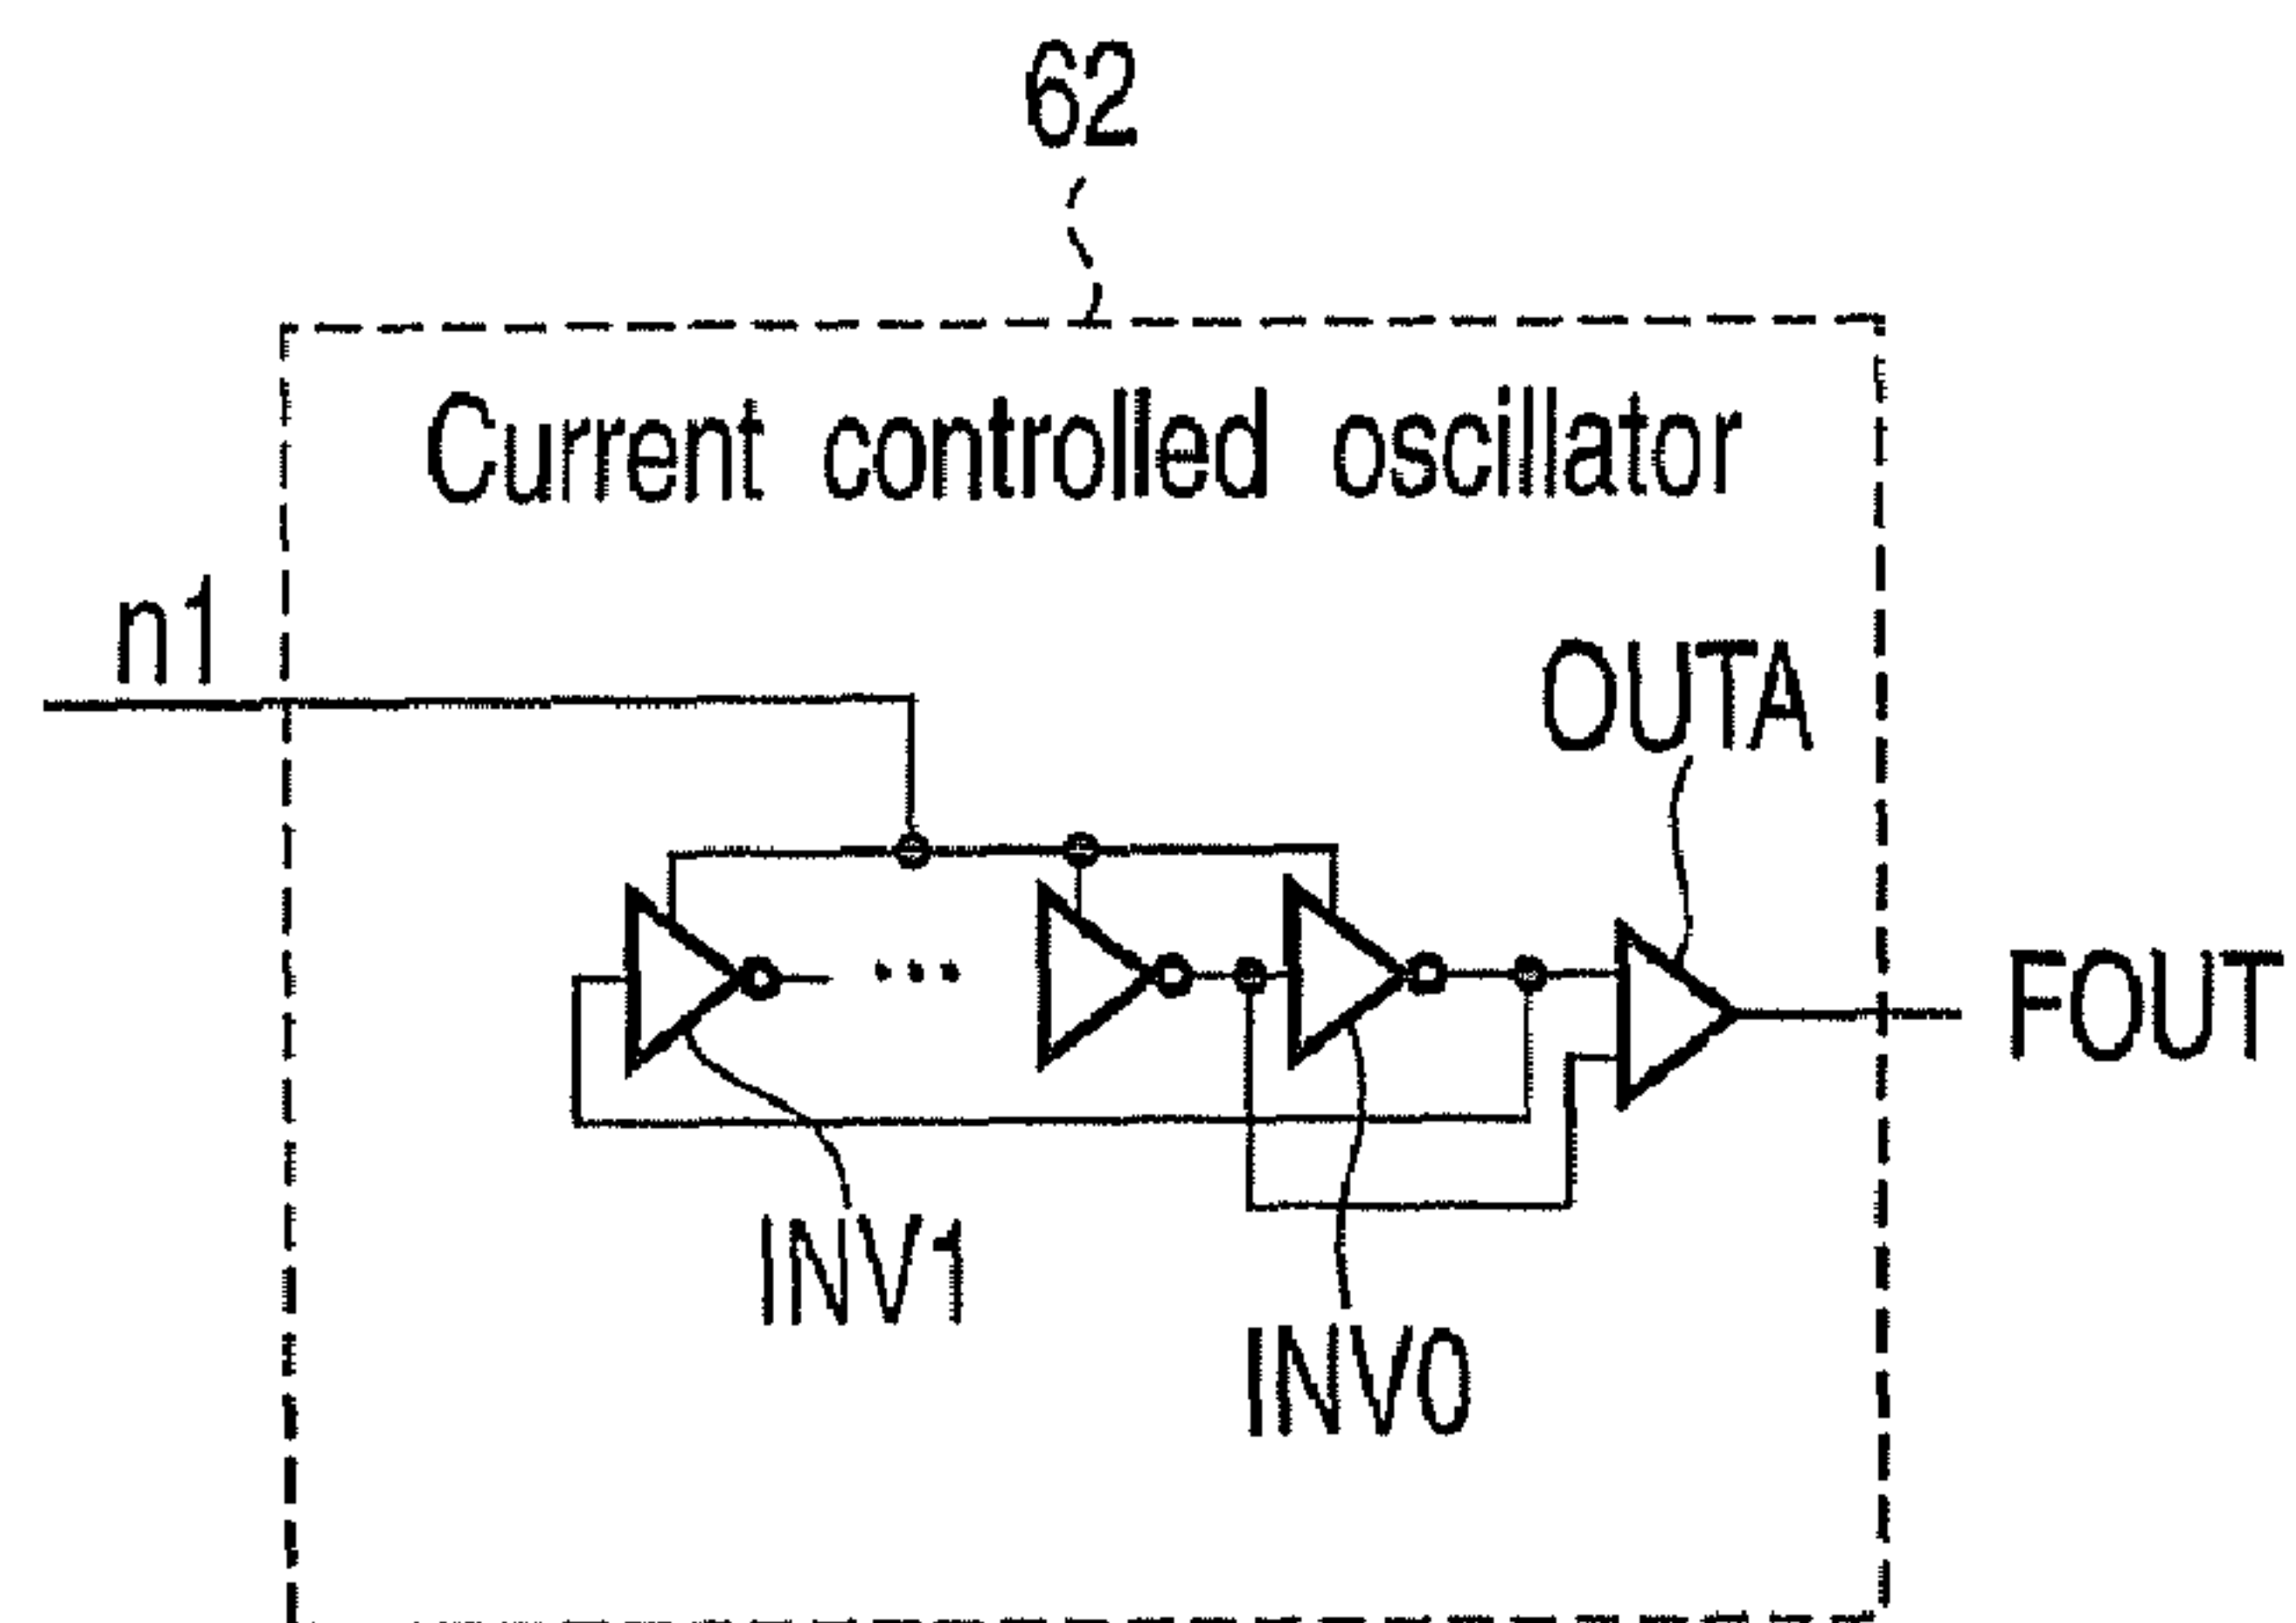 62
Current controlled oscillator
n1
OUTA
FOUT
INV1
INV0